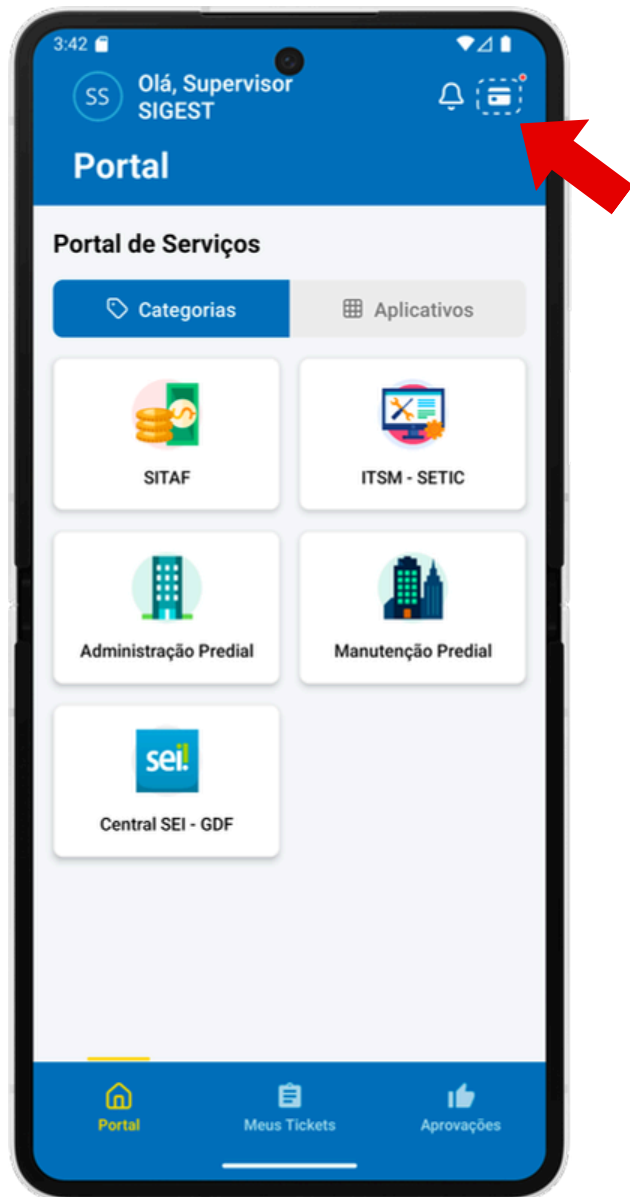 3:42
SS
Olá, Supervisor
SIGEST
Portal
Portal de Serviços
Categorias
Aplicativos
SITAF
ITSM - SETIC
Administração Predial
Manutenção Predial
sei!
Central SEI - GDF
Portal
Meus Tickets
Aprovações